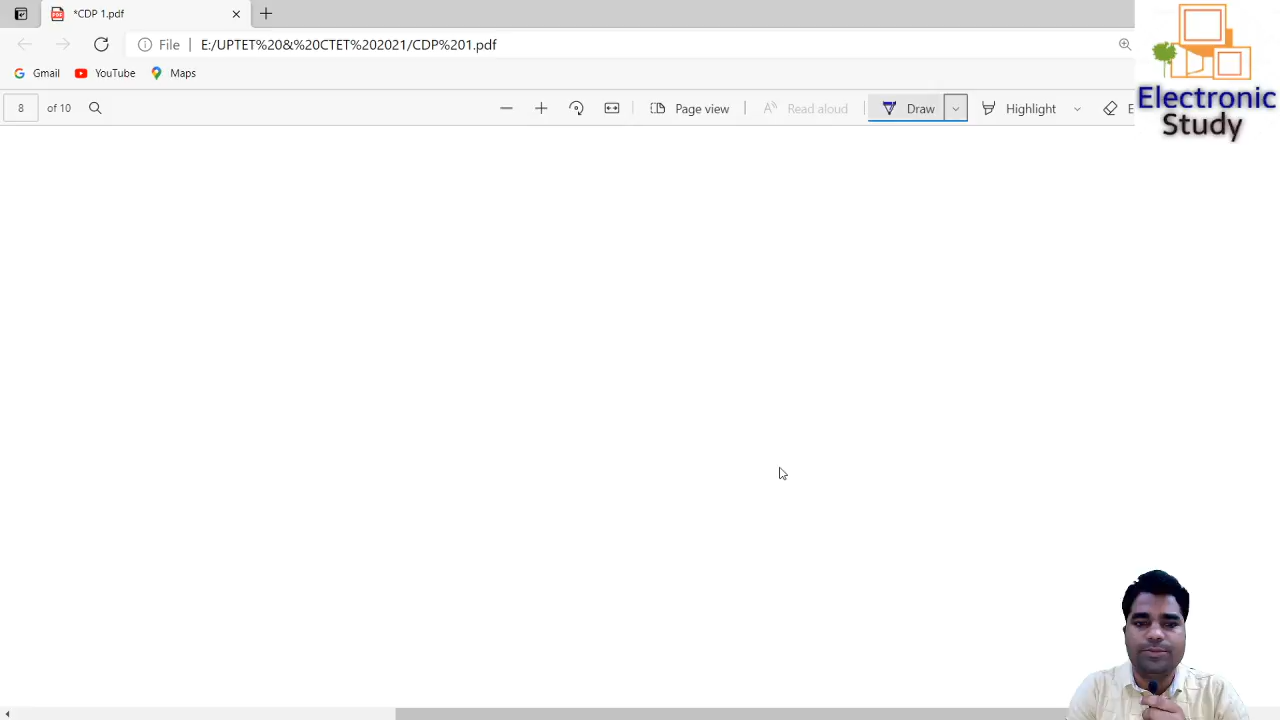 *CDP 1.pdf
File
E:/UPTET%20&%20CTET%202021/CDP%201.pdf
Gmail
YouTube
Maps
8
of 10
Page view
Read aloud
Draw
Highlight
E
Electronic
Study